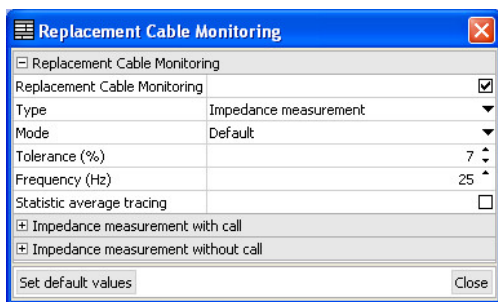 Replacement Cable Monitoring
Replacement Cable Monitoring
Replacement Cable Monitoring
Type Impedance measurement
Mode Default
Tolerance (%) 7
Frequency (Hz) 25
Statistic average tracing
Impedance measurement with call
Impedance measurement without call
Set default values Close